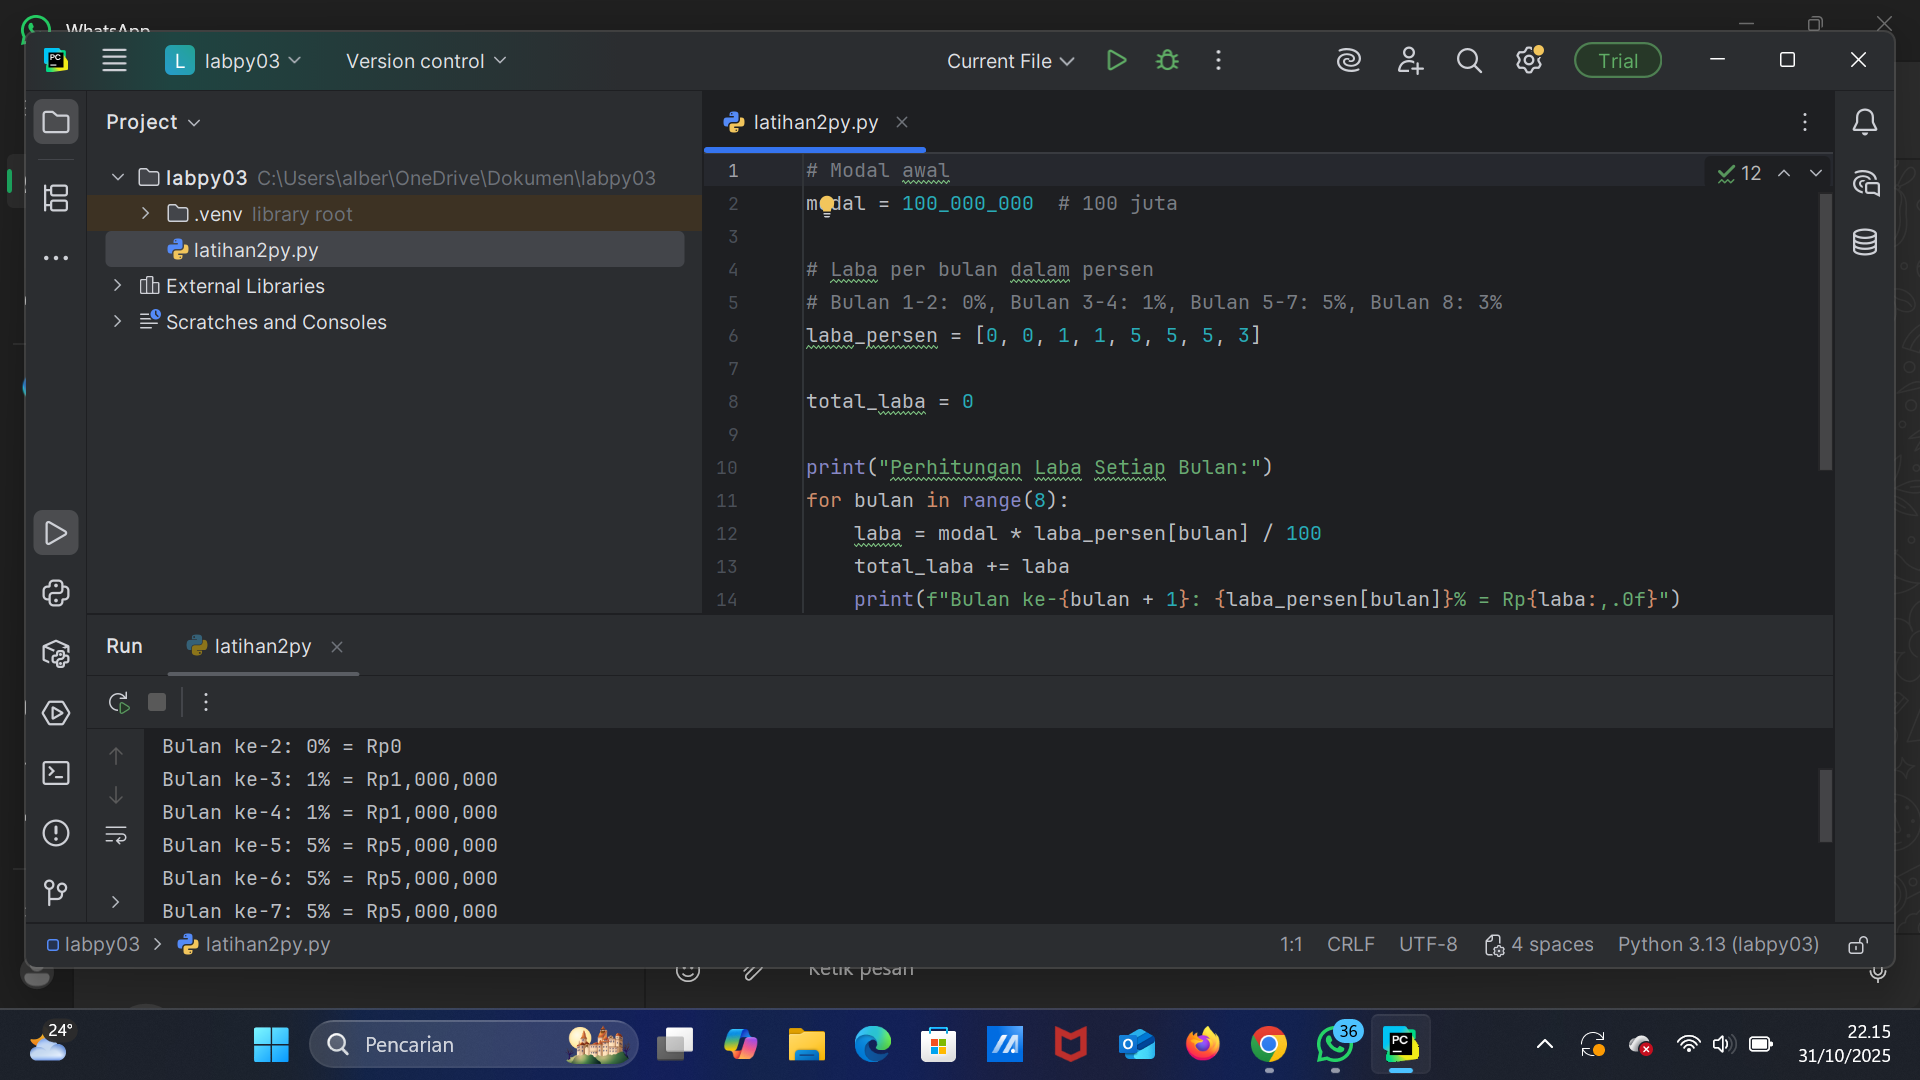 WhatsApp
PC
L labpy03
Version control
Current File
Trial
Project
latihan2py.py
labpy03 C:\Users\alber\OneDrive\Dokumen\labpy03
.venv library root
latihan2py.py
External Libraries
Scratches and Consoles
12
1 # Modal awal
2 modal = 100_000_000  # 100 juta
3
4 # Laba per bulan dalam persen
5 # Bulan 1-2: 0%, Bulan 3-4: 1%, Bulan 5-7: 5%, Bulan 8: 3%
6 laba_persen = [0, 0, 1, 1, 5, 5, 5, 3]
7
8 total_laba = 0
9
10 print("Perhitungan Laba Setiap Bulan:")
11 for bulan in range(8):
12     laba = modal * laba_persen[bulan] / 100
13     total_laba += laba
14     print(f"Bulan ke-{bulan + 1}: {laba_persen[bulan]}% = Rp{laba:,.0f}")
Run latihan2py
Bulan ke-2: 0% = Rp0
Bulan ke-3: 1% = Rp1,000,000
Bulan ke-4: 1% = Rp1,000,000
Bulan ke-5: 5% = Rp5,000,000
Bulan ke-6: 5% = Rp5,000,000
Bulan ke-7: 5% = Rp5,000,000
labpy03 > latihan2py.py
1:1 CRLF UTF-8 4 spaces Python 3.13 (labpy03)
Ketik pesan
24°
Pencarian
36
PC
22.15
31/10/2025